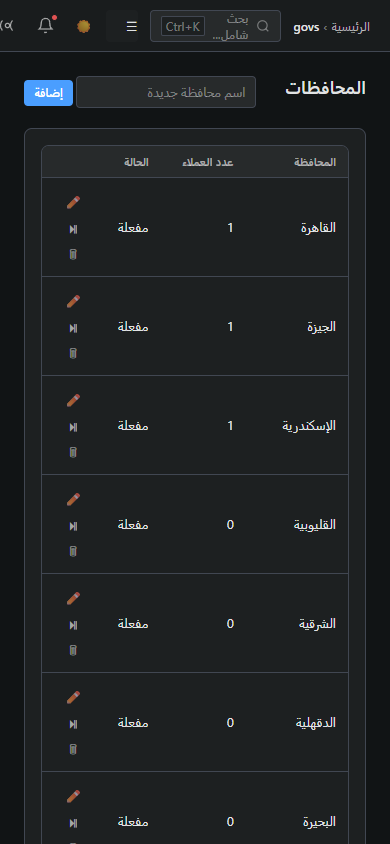 الرئيسية › govs
بحث شامل... Ctrl+K
المحافظات
اسم محافظة جديدة
إضافة
المحافظة عدد العملاء الحالة
القاهرة 1 مفعلة
الجيزة 1 مفعلة
الإسكندرية 1 مفعلة
القليوبية 0 مفعلة
الشرقية 0 مفعلة
الدقهلية 0 مفعلة
البحيرة 0 مفعلة